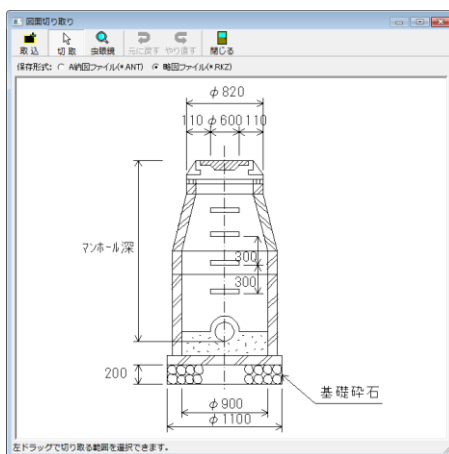 図面切り取り
取込 切取 虫眼鏡 元に戻す やり直す 閉じる
保存形式: A納図ファイル(*.ANT) 略図ファイル(*.RKZ)
φ820
110 φ600 110
マンホール深
300
300
200
基礎砕石
φ900
φ1100
左ドラッグで切り取る範囲を選択できます。